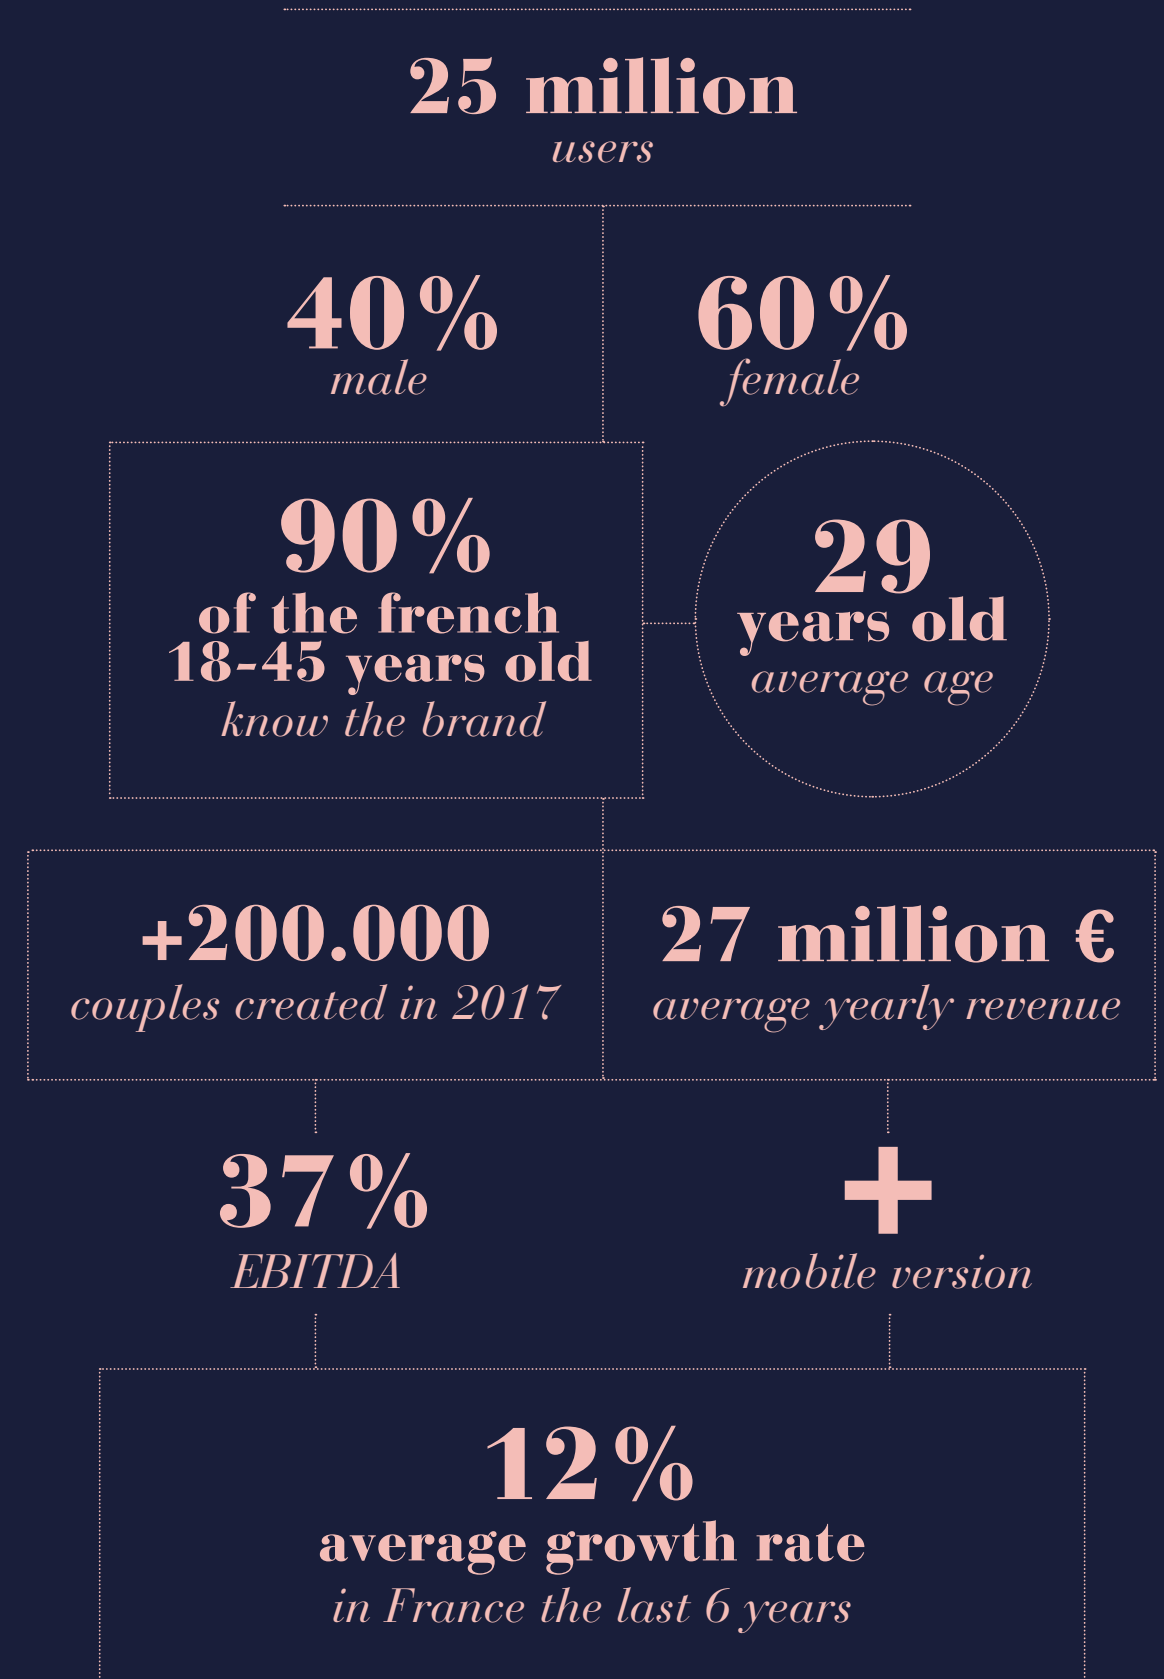 25 million
users
40%
male
60%
female
90%
of the french
18-45 years old
know the brand
29
years old
average age
+200.000
couples created in 2017
27 million €
average yearly revenue
37%
EBITDA
+
mobile version
12%
average growth rate
in France the last 6 years